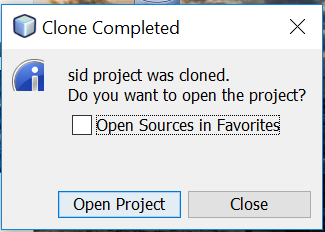 Clone Completed
sid project was cloned.
Do you want to open the project?
Open Sources in Favorites
Open Project
Close